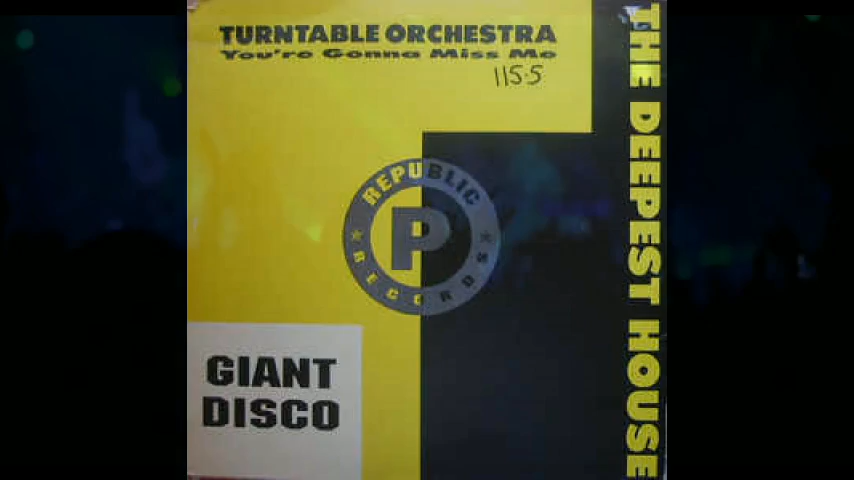 TURNTABLE ORCHESTRA
You're Gonna Miss Me
115.5
THE DEEPEST HOUSE
REPUBLIC
P
RECORDS
GIANT
DISCO